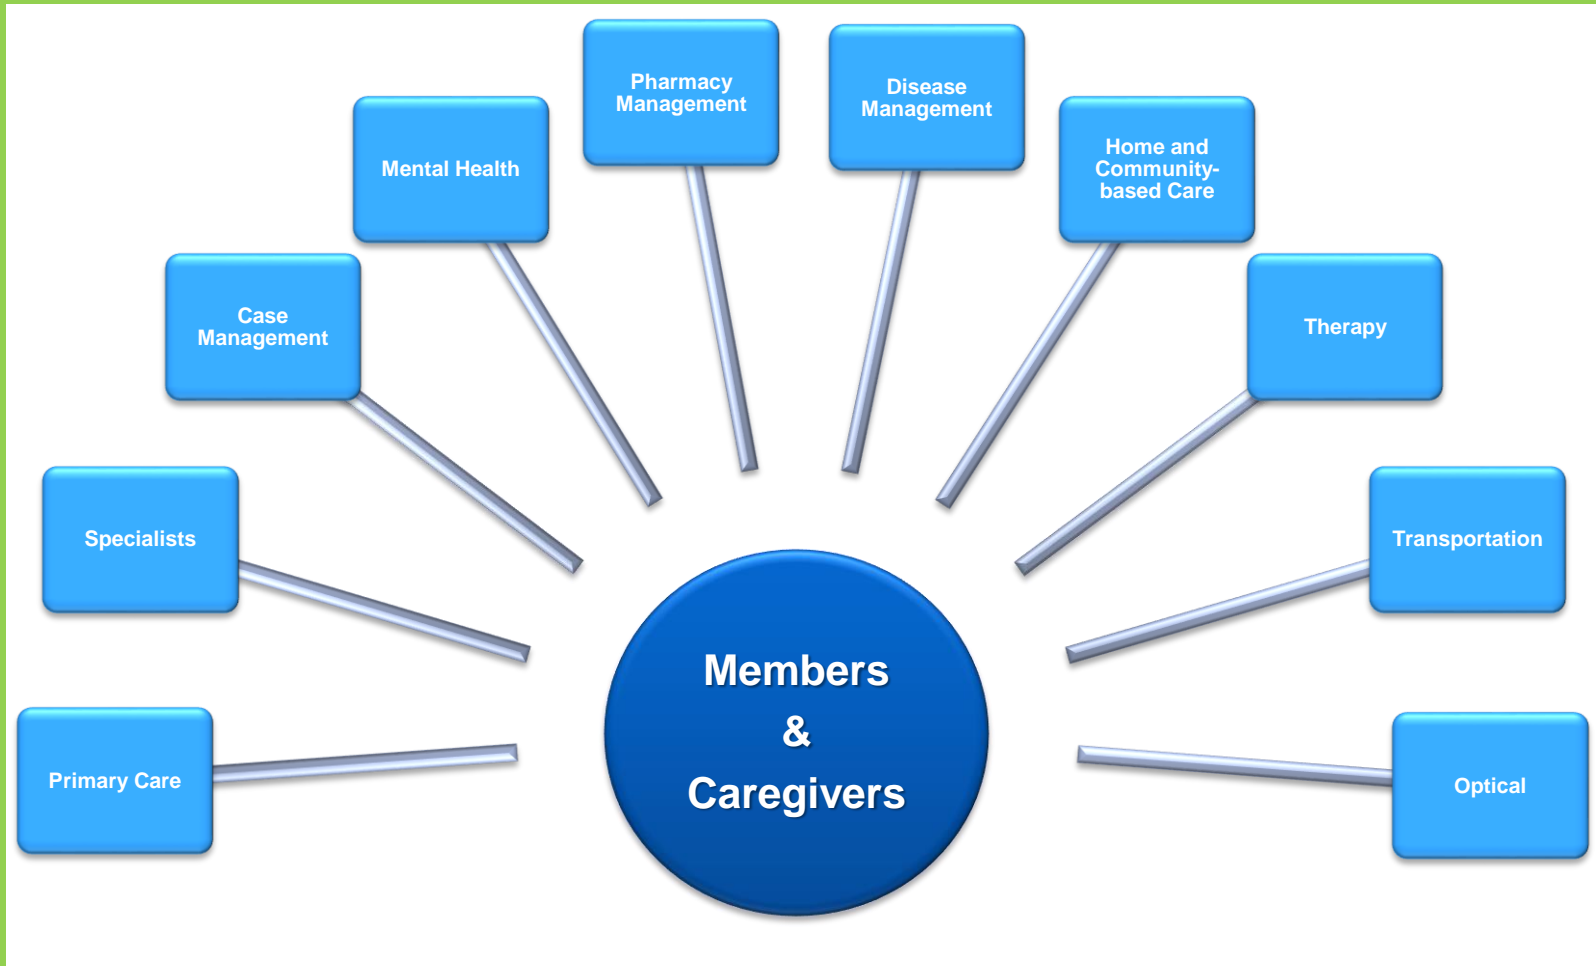 Pharmacy
Management
Disease
Management
Mental Health
Home and
Community-
based Care
Case
Management
Therapy
Specialists
Transportation
Members
&
Caregivers
Primary Care
Optical